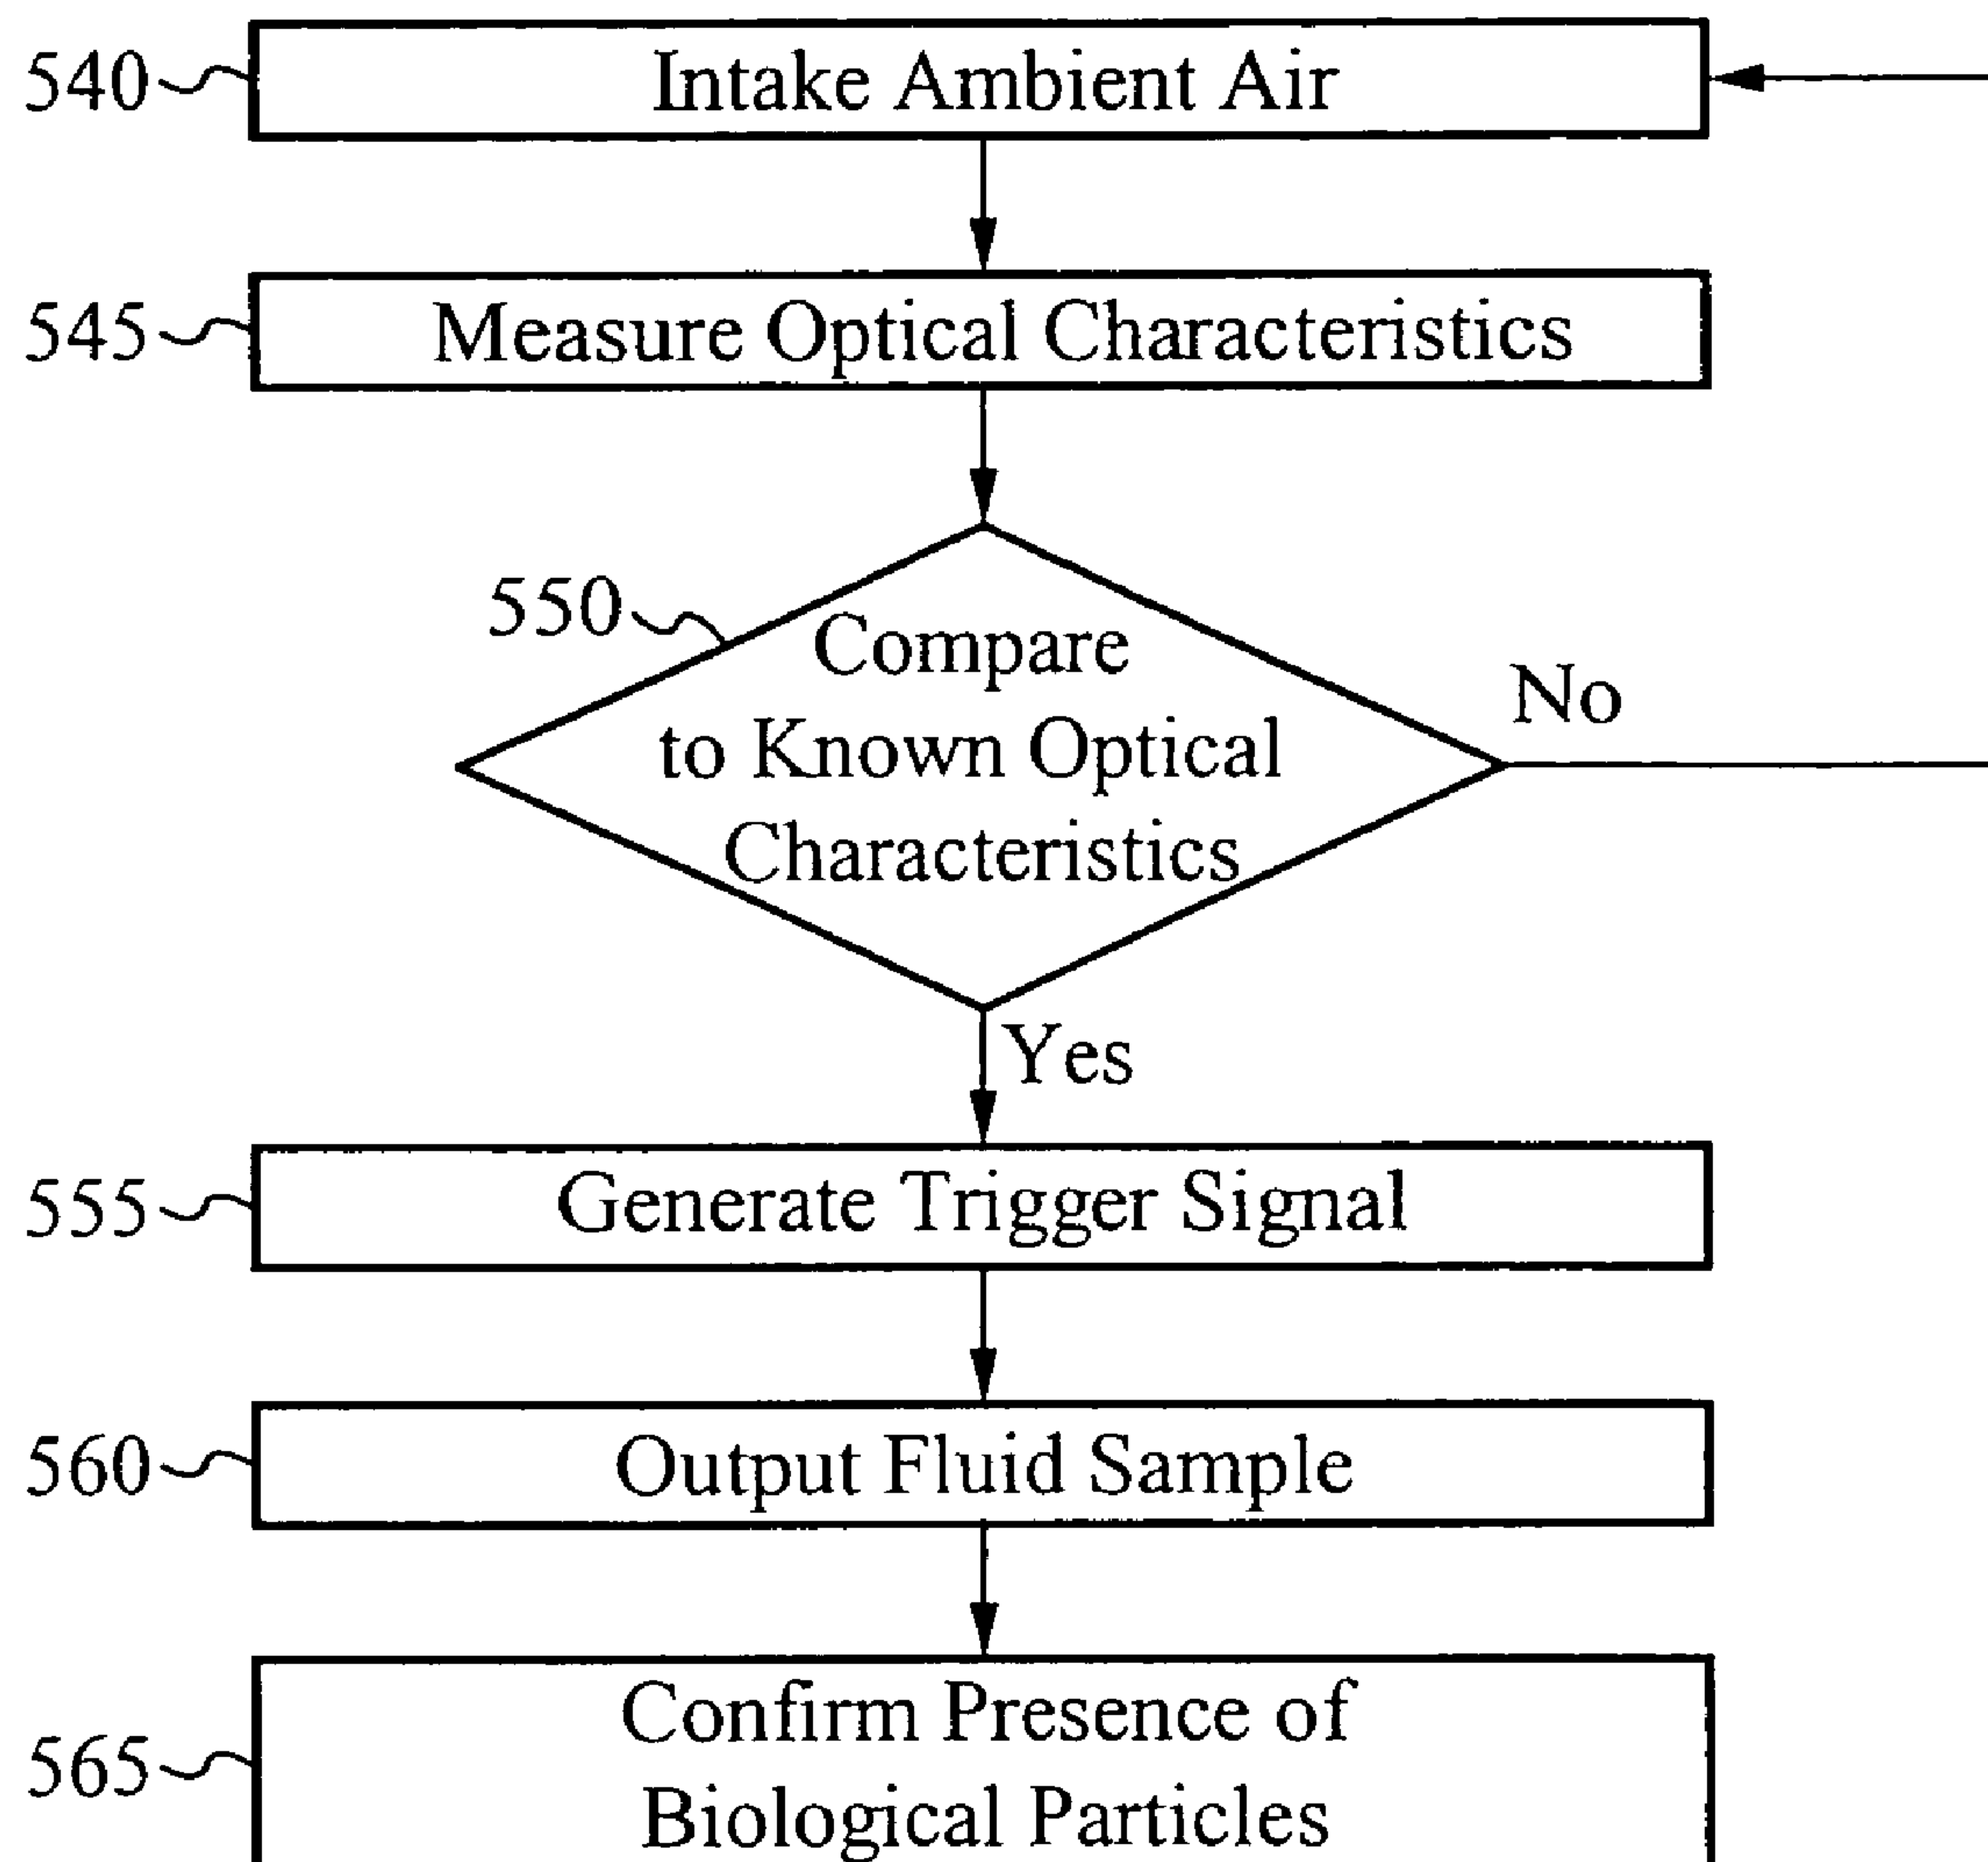 540 Intake Ambient Air
545 Measure Optical Characteristics
550
Compare
to Known Optical
Characteristics
No
Yes
555 Generate Trigger Signal
560 Output Fluid Sample
Confirm Presence of
565
Biological Particles